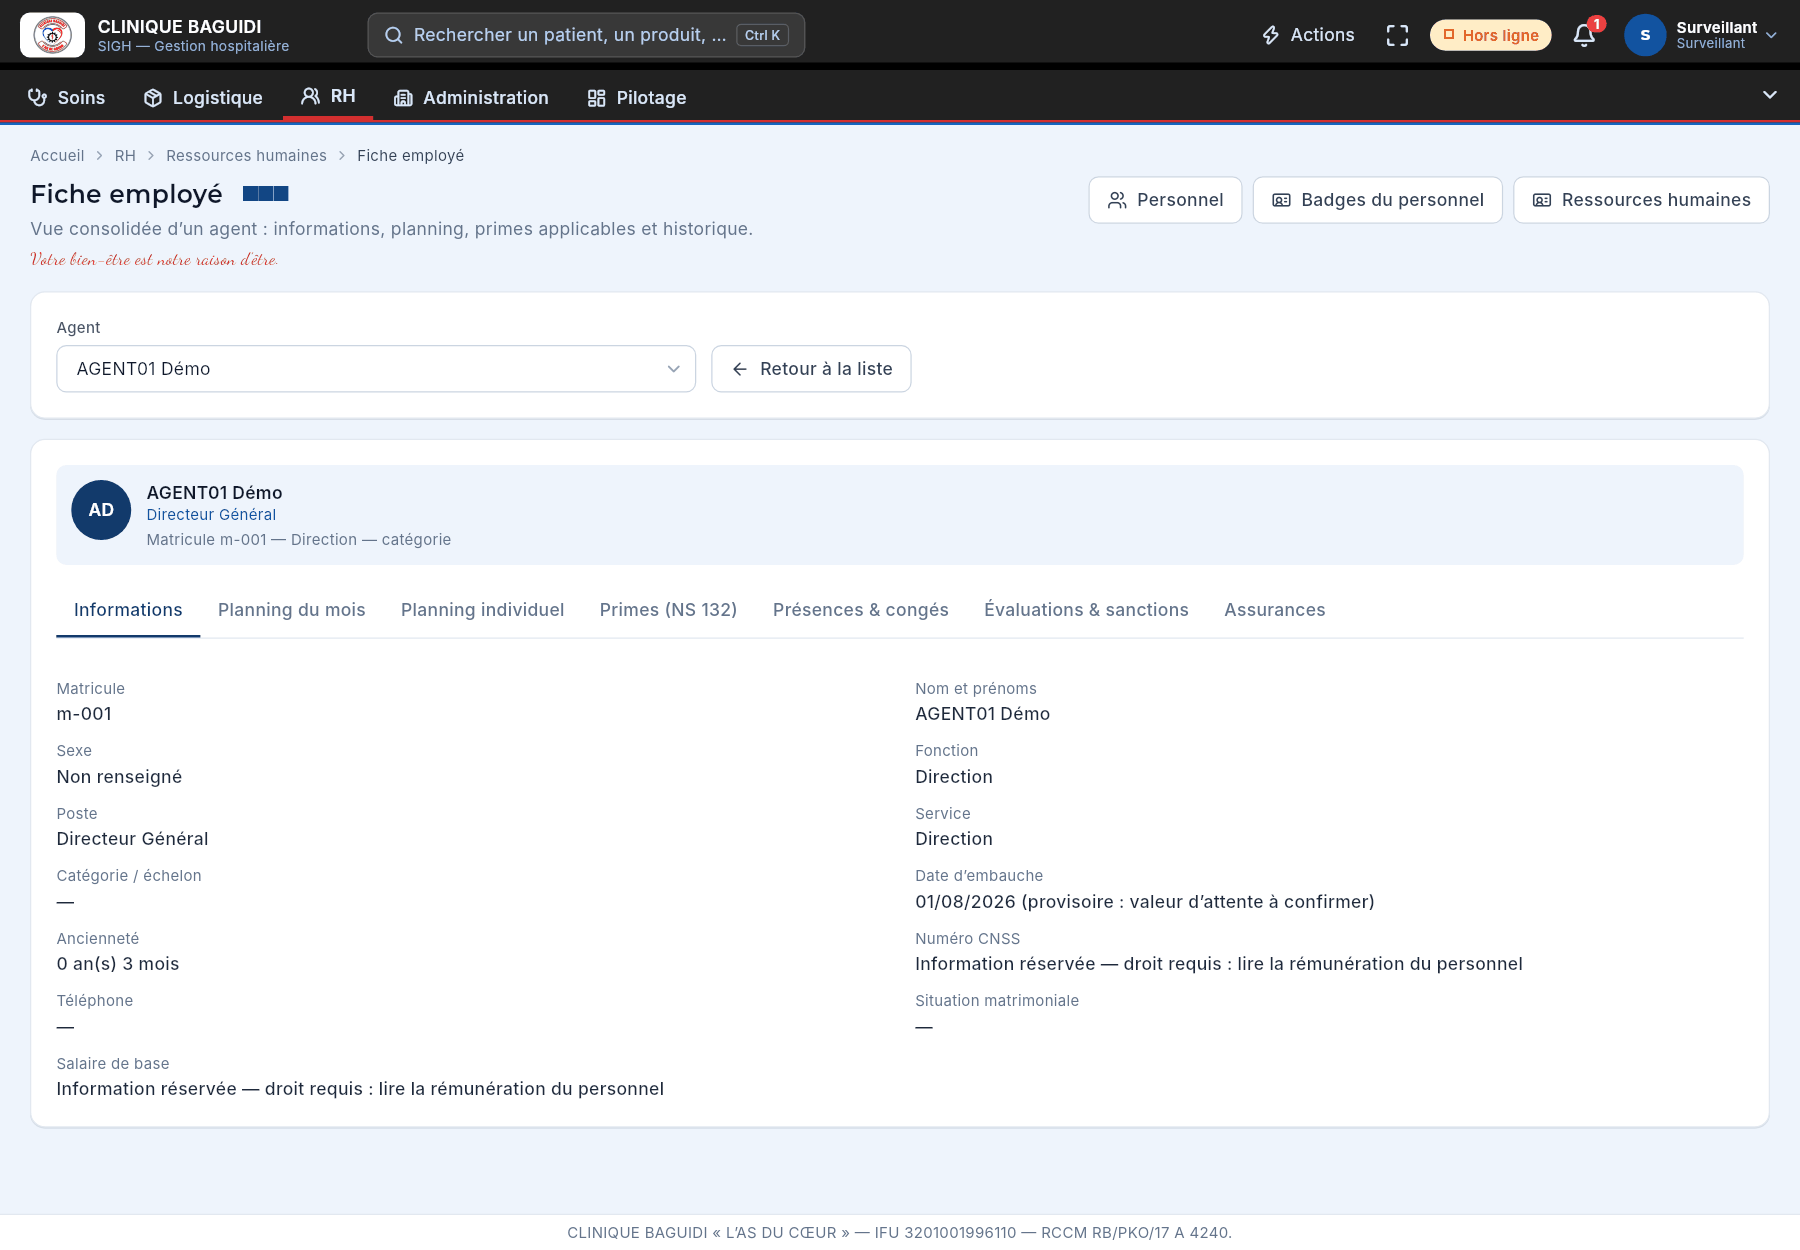 CLINIQUE BAGUIDI
SIGH — Gestion hospitalière
Rechercher un patient, un produit, ... Ctrl K
Actions
Hors ligne
1
S
Surveillant
Surveillant
Soins
Logistique
RH
Administration
Pilotage
Accueil > RH > Ressources humaines > Fiche employé
Fiche employé
Personnel
Badges du personnel
Ressources humaines
Vue consolidée d’un agent : informations, planning, primes applicables et historique.
Votre bien-être est notre raison d'être.
Agent
AGENT01 Démo
Retour à la liste
AD
AGENT01 Démo
Directeur Général
Matricule m-001 — Direction — catégorie
Informations
Planning du mois
Planning individuel
Primes (NS 132)
Présences & congés
Évaluations & sanctions
Assurances
Matricule
m-001
Nom et prénoms
AGENT01 Démo
Sexe
Non renseigné
Fonction
Direction
Poste
Directeur Général
Service
Direction
Catégorie / échelon
—
Date d’embauche
01/08/2026 (provisoire : valeur d’attente à confirmer)
Ancienneté
0 an(s) 3 mois
Numéro CNSS
Information réservée — droit requis : lire la rémunération du personnel
Téléphone
—
Situation matrimoniale
—
Salaire de base
Information réservée — droit requis : lire la rémunération du personnel
CLINIQUE BAGUIDI « L’AS DU CŒUR » — IFU 3201001996110 — RCCM RB/PKO/17 A 4240.